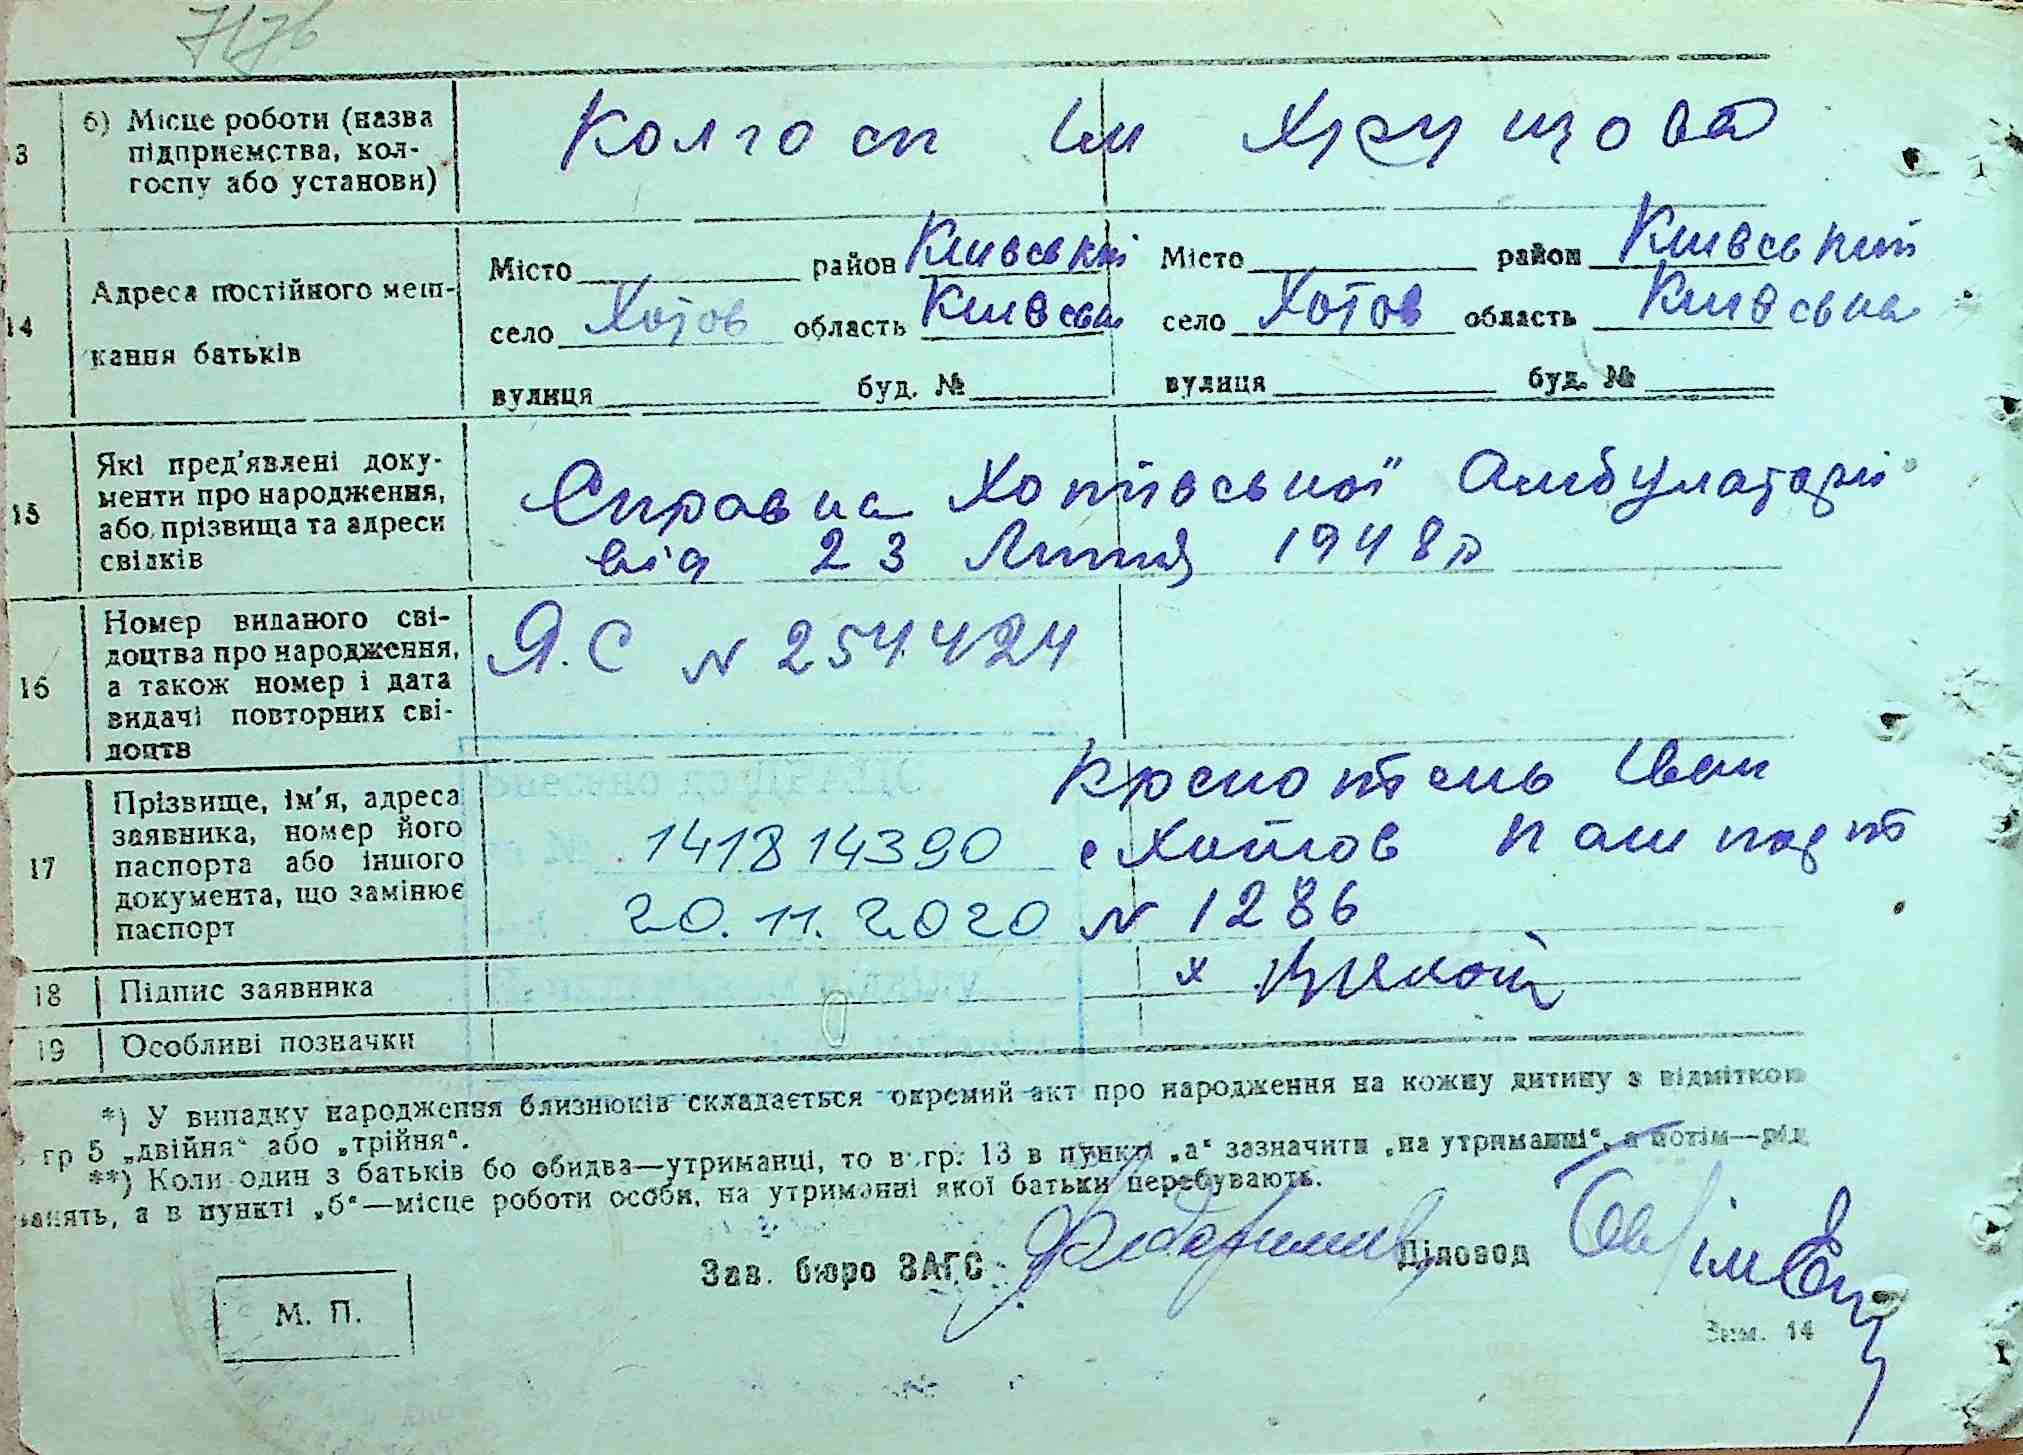 7176
13 б) Місце роботи (назва підприємства, колгоспу або установи)
Колгосп Ім Хрущова
14 Адреса постійного мешкання батьків
Місто район Київський Місто район Київський
село Хотов область Київська село Хотов область Київська
вулиця буд. № вулиця буд. №
15 Які пред'явлені документи про народження, або прізвища та адреси свідків
Справка Хотівської Амбулаторії
від 23 Липня 1948 р
16 Номер виданого свідоцтва про народження, а також номер і дата видачі повторних свідоцтв
Я.С N 254424
17 Прізвище, ім'я, адреса заявника, номер його паспорта або іншого документа, що замінює паспорт
Іван
141814390 с Хотов Пашпорт
20.11.2020 N 1286
18 Підпис заявника
х
19 Особливі позначки
*) У випадку народження близнюків складається окремий акт про народження на кожну дитину з відміткою
гр 5 „двійня“ або „трійня“.
**) Коли один з батьків бо обидва—утриманці, то в гр. 13 в пункті „а“ зазначити „на утриманні“, а потім—рід
занять, а в пункті „б“—місце роботи особи, на утриманні якої батьки перебувають.
Зав. бюро ЗАГС Діловод
М. П.
Зам. 14